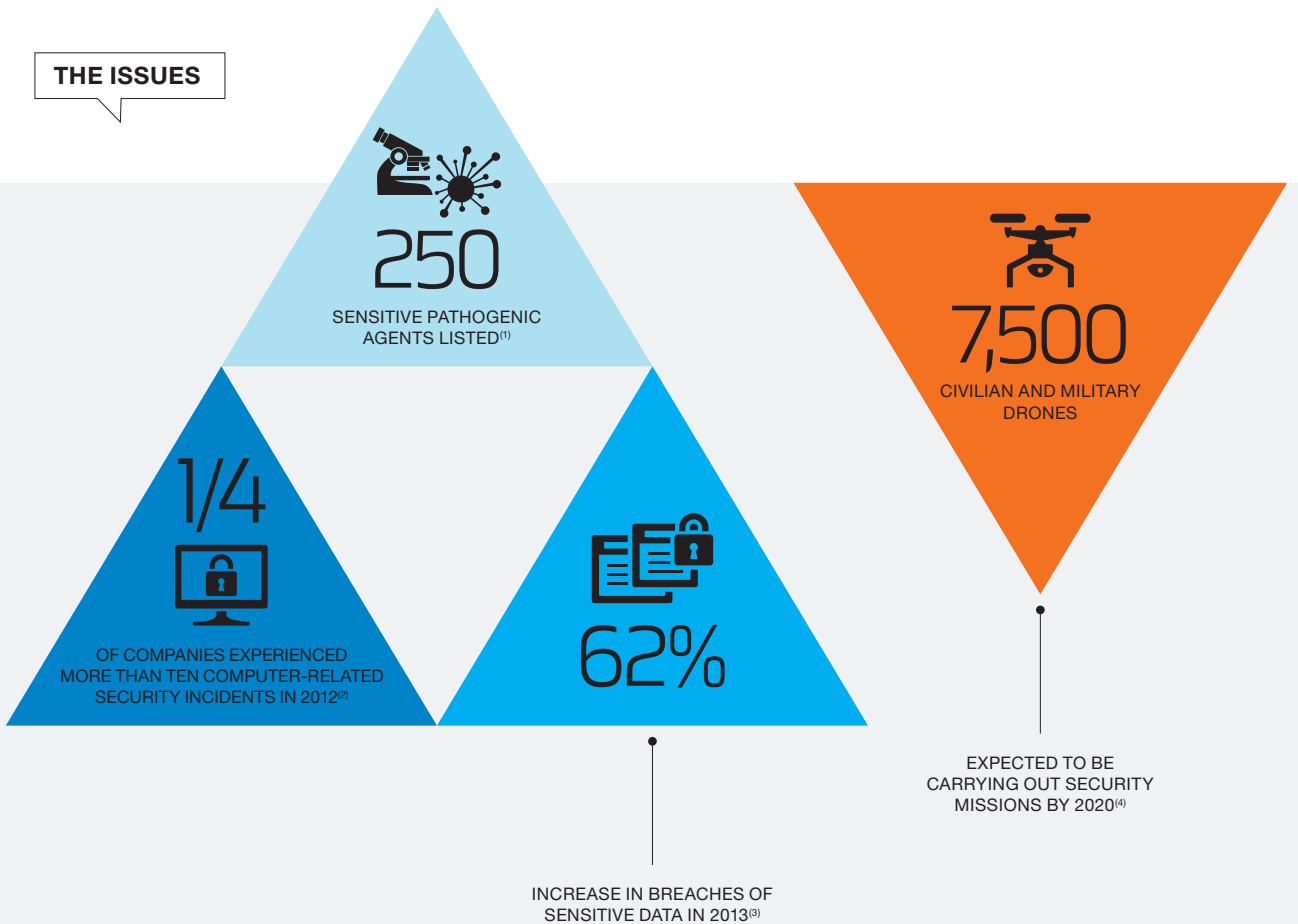 THE ISSUES
250
SENSITIVE PATHOGENIC
AGENTS LISTED(1)
7,500
CIVILIAN AND MILITARY
DRONES
1/4
OF COMPANIES EXPERIENCED
MORE THAN TEN COMPUTER-RELATED
SECURITY INCIDENTS IN 2012(2)
62%
EXPECTED TO BE
CARRYING OUT SECURITY
MISSIONS BY 2020(4)
INCREASE IN BREACHES OF
SENSITIVE DATA IN 2013(3)